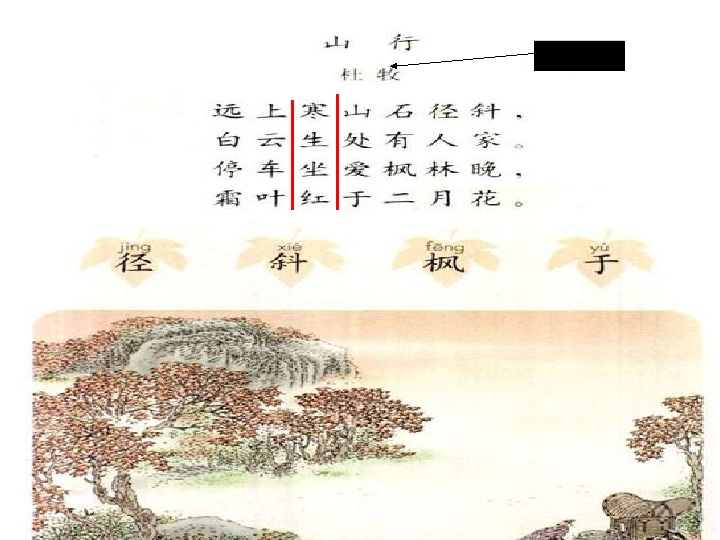 山 行
杜 牧
远上寒山石径斜，
白云生处有人家。
停车坐爱枫林晚，
霜叶红于二月花。
jìng xié fēng yú
径 斜 枫 于